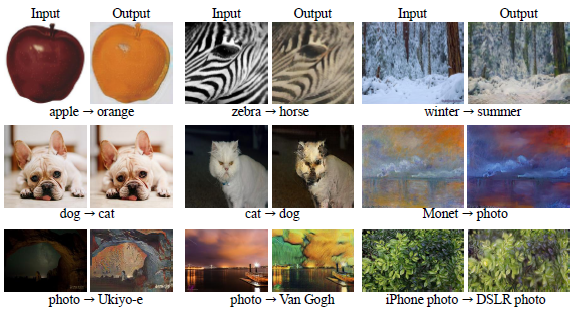 Input Output Input Output Input Output
apple → orange zebra → horse winter → summer
dog → cat cat → dog Monet → photo
photo → Ukiyo-e photo → Van Gogh iPhone photo → DSLR photo